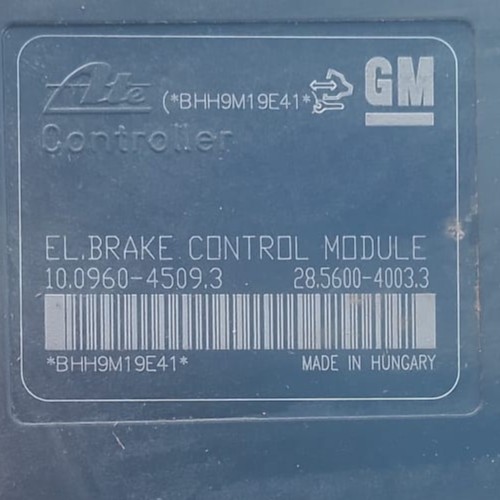 Ate (*BHH9M19E41* GM
Controller
EL.BRAKE CONTROL MODULE
10.0960-4509.3 28.5600-4003.3
*BHH9M19E41* MADE IN HUNGARY